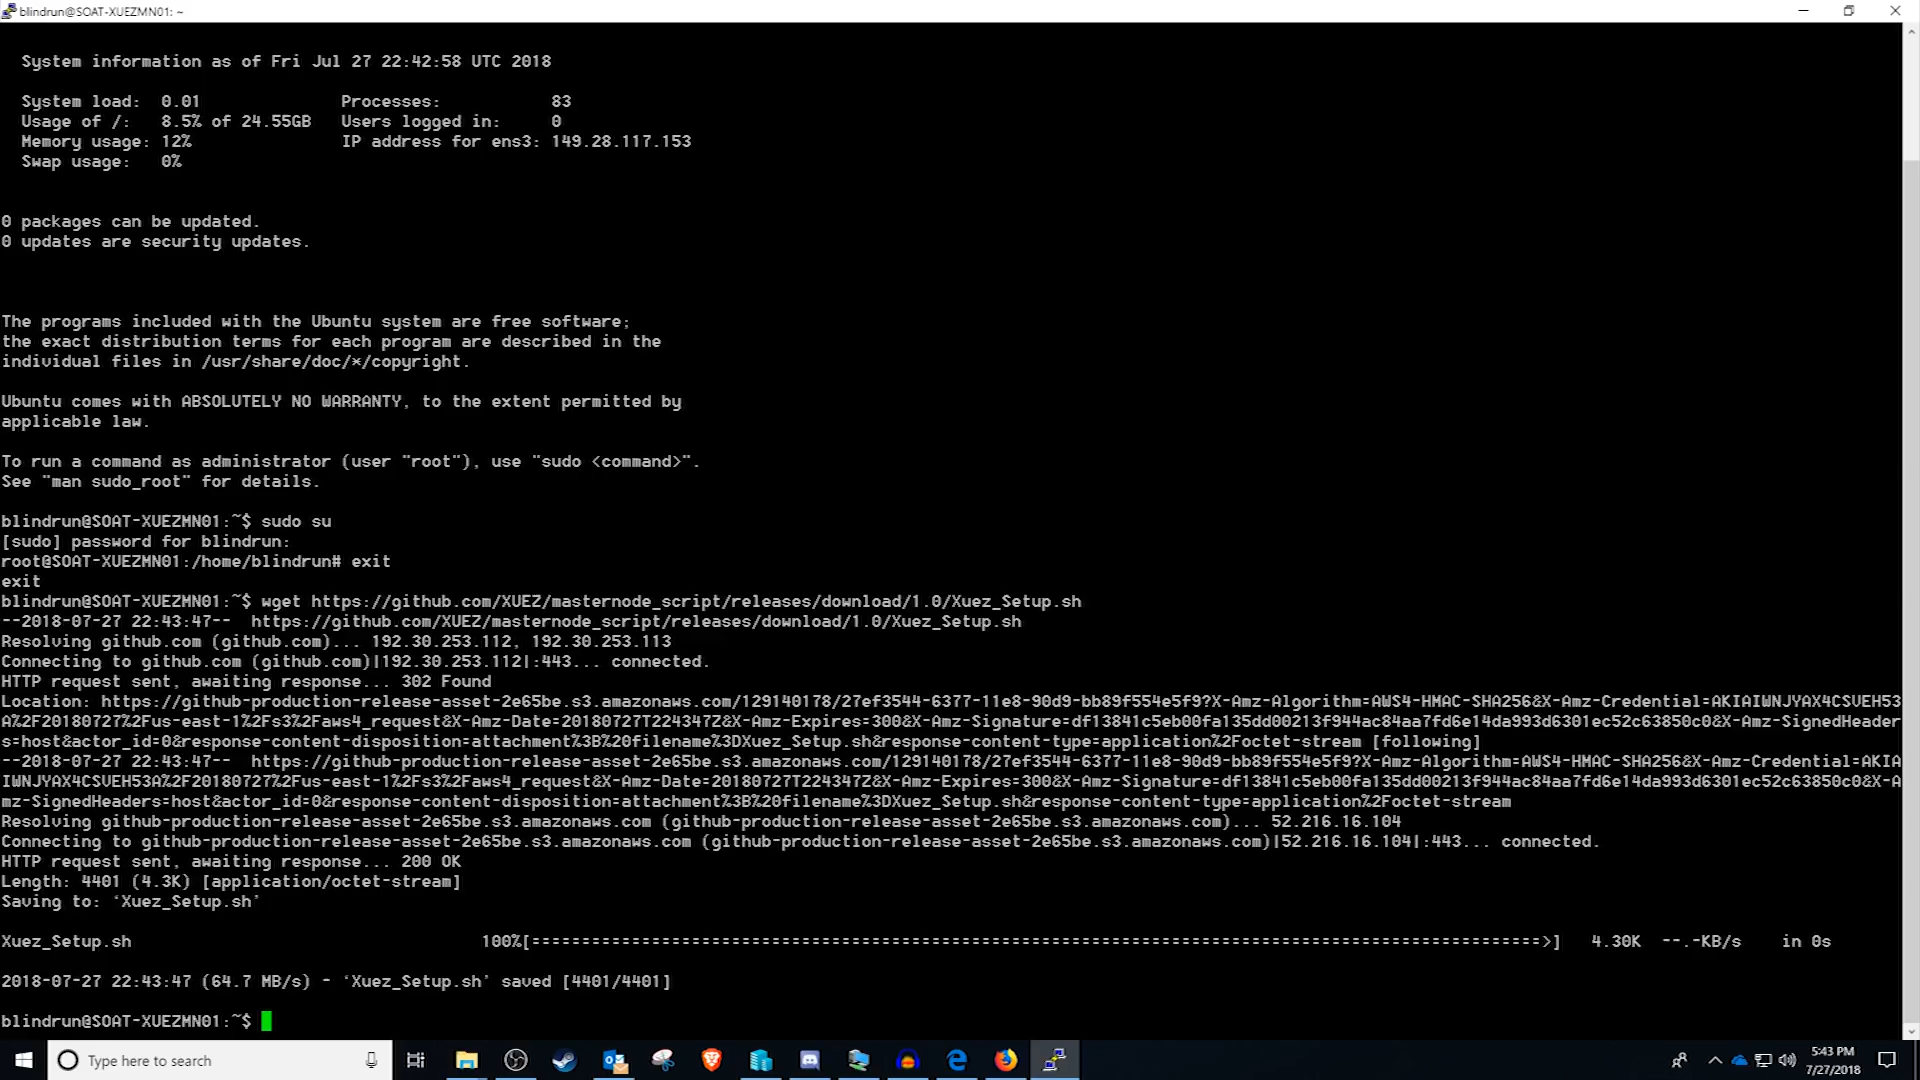 blindrun@SOAT-XUEZMN01: ~
System information as of Fri Jul 27 22:42:58 UTC 2018
System load:  0.01              Processes:           83
Usage of /:   8.5% of 24.55GB   Users logged in:     0
Memory usage: 12%               IP address for ens3: 149.28.117.153
Swap usage:   0%
0 packages can be updated.
0 updates are security updates.
The programs included with the Ubuntu system are free software;
the exact distribution terms for each program are described in the
individual files in /usr/share/doc/*/copyright.
Ubuntu comes with ABSOLUTELY NO WARRANTY, to the extent permitted by
applicable law.
To run a command as administrator (user "root"), use "sudo <command>".
See "man sudo_root" for details.
blindrun@SOAT-XUEZMN01:~$ sudo su
[sudo] password for blindrun:
root@SOAT-XUEZMN01:/home/blindrun# exit
exit
blindrun@SOAT-XUEZMN01:~$ wget https://github.com/XUEZ/masternode_script/releases/download/1.0/Xuez_Setup.sh
--2018-07-27 22:43:47--  https://github.com/XUEZ/masternode_script/releases/download/1.0/Xuez_Setup.sh
Resolving github.com (github.com)... 192.30.253.112, 192.30.253.113
Connecting to github.com (github.com)|192.30.253.112|:443... connected.
HTTP request sent, awaiting response... 302 Found
Location: https://github-production-release-asset-2e65be.s3.amazonaws.com/129140178/27ef3544-6377-11e8-90d9-bb89f554e5f9?X-Amz-Algorithm=AWS4-HMAC-SHA256&X-Amz-Credential=AKIAIWNJYAX4CSVEH53
A%2F20180727%2Fus-east-1%2Fs3%2Faws4_request&X-Amz-Date=20180727T224347Z&X-Amz-Expires=300&X-Amz-Signature=df13841c5eb00fa135dd00213f944ac84aa7fd6e14da993d6301ec52c63850c0&X-Amz-SignedHeader
s=host&actor_id=0&response-content-disposition=attachment%3B%20filename%3DXuez_Setup.sh&response-content-type=application%2Foctet-stream [following]
--2018-07-27 22:43:47--  https://github-production-release-asset-2e65be.s3.amazonaws.com/129140178/27ef3544-6377-11e8-90d9-bb89f554e5f9?X-Amz-Algorithm=AWS4-HMAC-SHA256&X-Amz-Credential=AKIA
IWNJYAX4CSVEH53A%2F20180727%2Fus-east-1%2Fs3%2Faws4_request&X-Amz-Date=20180727T224347Z&X-Amz-Expires=300&X-Amz-Signature=df13841c5eb00fa135dd00213f944ac84aa7fd6e14da993d6301ec52c63850c0&X-A
mz-SignedHeaders=host&actor_id=0&response-content-disposition=attachment%3B%20filename%3DXuez_Setup.sh&response-content-type=application%2Foctet-stream
Resolving github-production-release-asset-2e65be.s3.amazonaws.com (github-production-release-asset-2e65be.s3.amazonaws.com)... 52.216.16.104
Connecting to github-production-release-asset-2e65be.s3.amazonaws.com (github-production-release-asset-2e65be.s3.amazonaws.com)|52.216.16.104|:443... connected.
HTTP request sent, awaiting response... 200 OK
Length: 4401 (4.3K) [application/octet-stream]
Saving to: ‘Xuez_Setup.sh’
Xuez_Setup.sh                                   100%[=====================================================================================================>]   4.30K  --.-KB/s    in 0s
2018-07-27 22:43:47 (64.7 MB/s) - ‘Xuez_Setup.sh’ saved [4401/4401]
blindrun@SOAT-XUEZMN01:~$
Type here to search
5:43 PM
7/27/2018